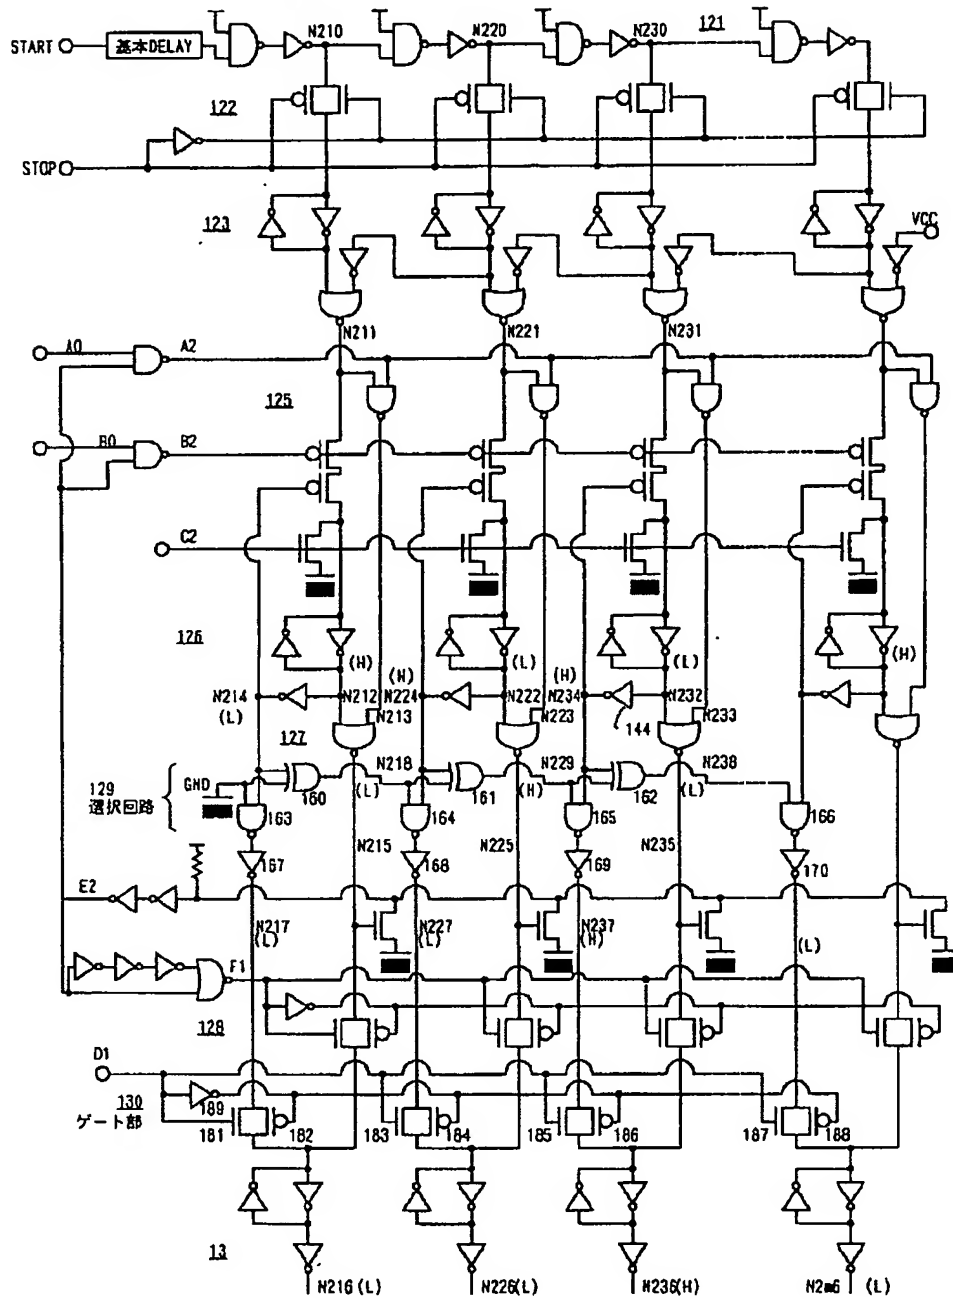 N210 N220 N230 121
START 基本DELAY
122
STOP
123 VCC
N211 N221 N231
A0 A2
125
B0 B2
C2
126
(H) (H) (L) (H) (L) (H)
N214 N212 N224 N222 N234 N232
(L) N213 N223 144 N233
127
N218 (L) N229 (H) N238 (L)
129 GND 160 161 162
選択回路 163 164 165 166
N215 N225 N235
167 168 169 170
E2
N217 (L) N227 (L) N237 (H) (L)
F1
128
D1
130 189
ゲート部 181 182 183 184 185 186 187 188
13
N216(L) N226(L) N236(H) N2m6 (L)